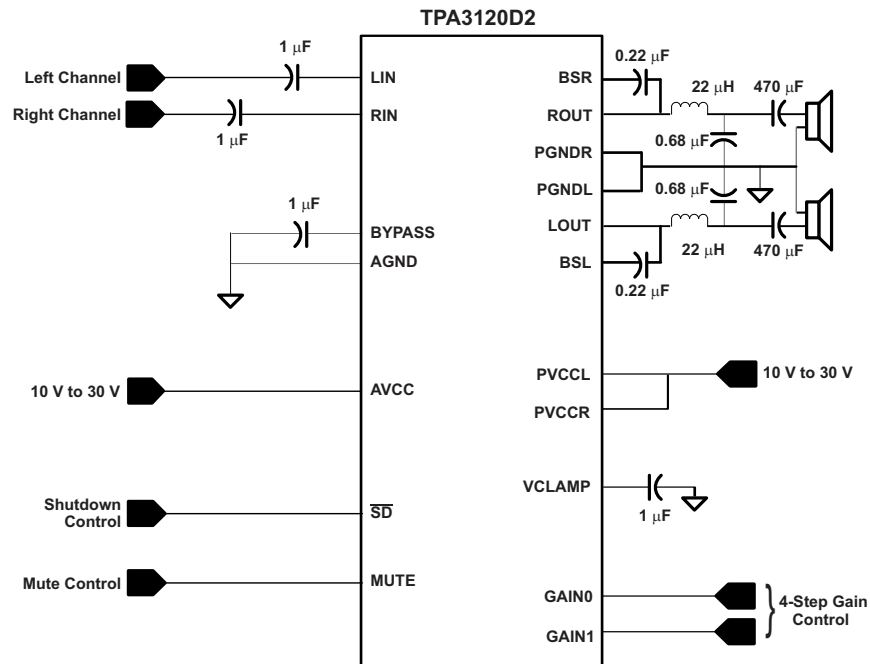 TPA3120D2
1 μF
Left Channel
LIN
Right Channel
RIN
1 μF
1 μF
BYPASS
AGND
10 V to 30 V
AVCC
Shutdown
Control
SD
Mute Control
MUTE
0.22 μF
BSR
22 μH
470 μF
ROUT
0.68 μF
PGNDR
PGNDL
0.68 μF
LOUT
22 μH
470 μF
BSL
0.22 μF
PVCCL
10 V to 30 V
PVCCR
VCLAMP
1 μF
GAIN0
4-Step Gain
Control
GAIN1